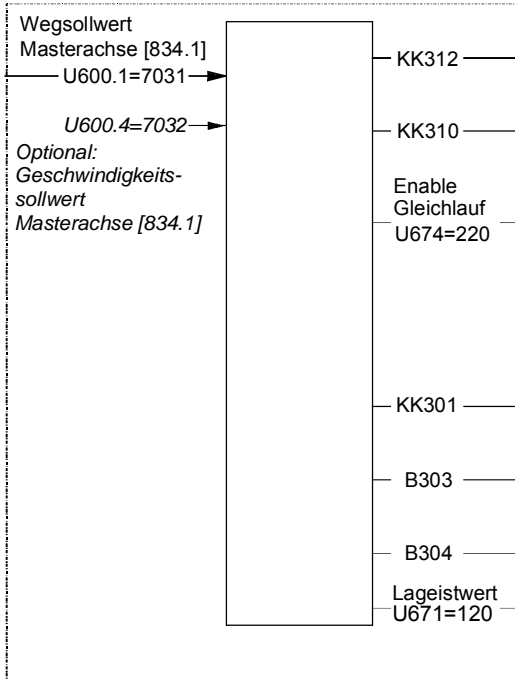 Wegsollwert
Masterachse [834.1]
U600.1=7031
U600.4=7032
Optional:
Geschwindigkeits-
sollwert
Masterachse [834.1]
KK312
KK310
Enable
Gleichlauf
U674=220
KK301
B303
B304
Lageistwert
U671=120